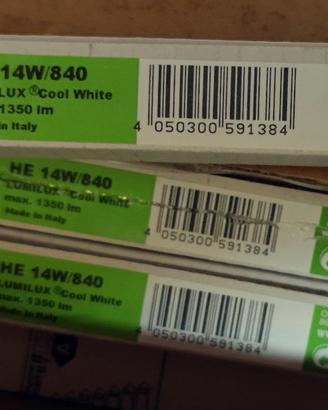 14W/840
LUX ® Cool White
1350 lm
in Italy
4 050300 591384
HE 14W/840
LUMILUX ® Cool White
max. 1350 lm
Made in Italy
4 050300 591384
HE 14W/840
LUMILUX ® Cool White
max. 1350 lm
Made in Italy
4 050300 591384